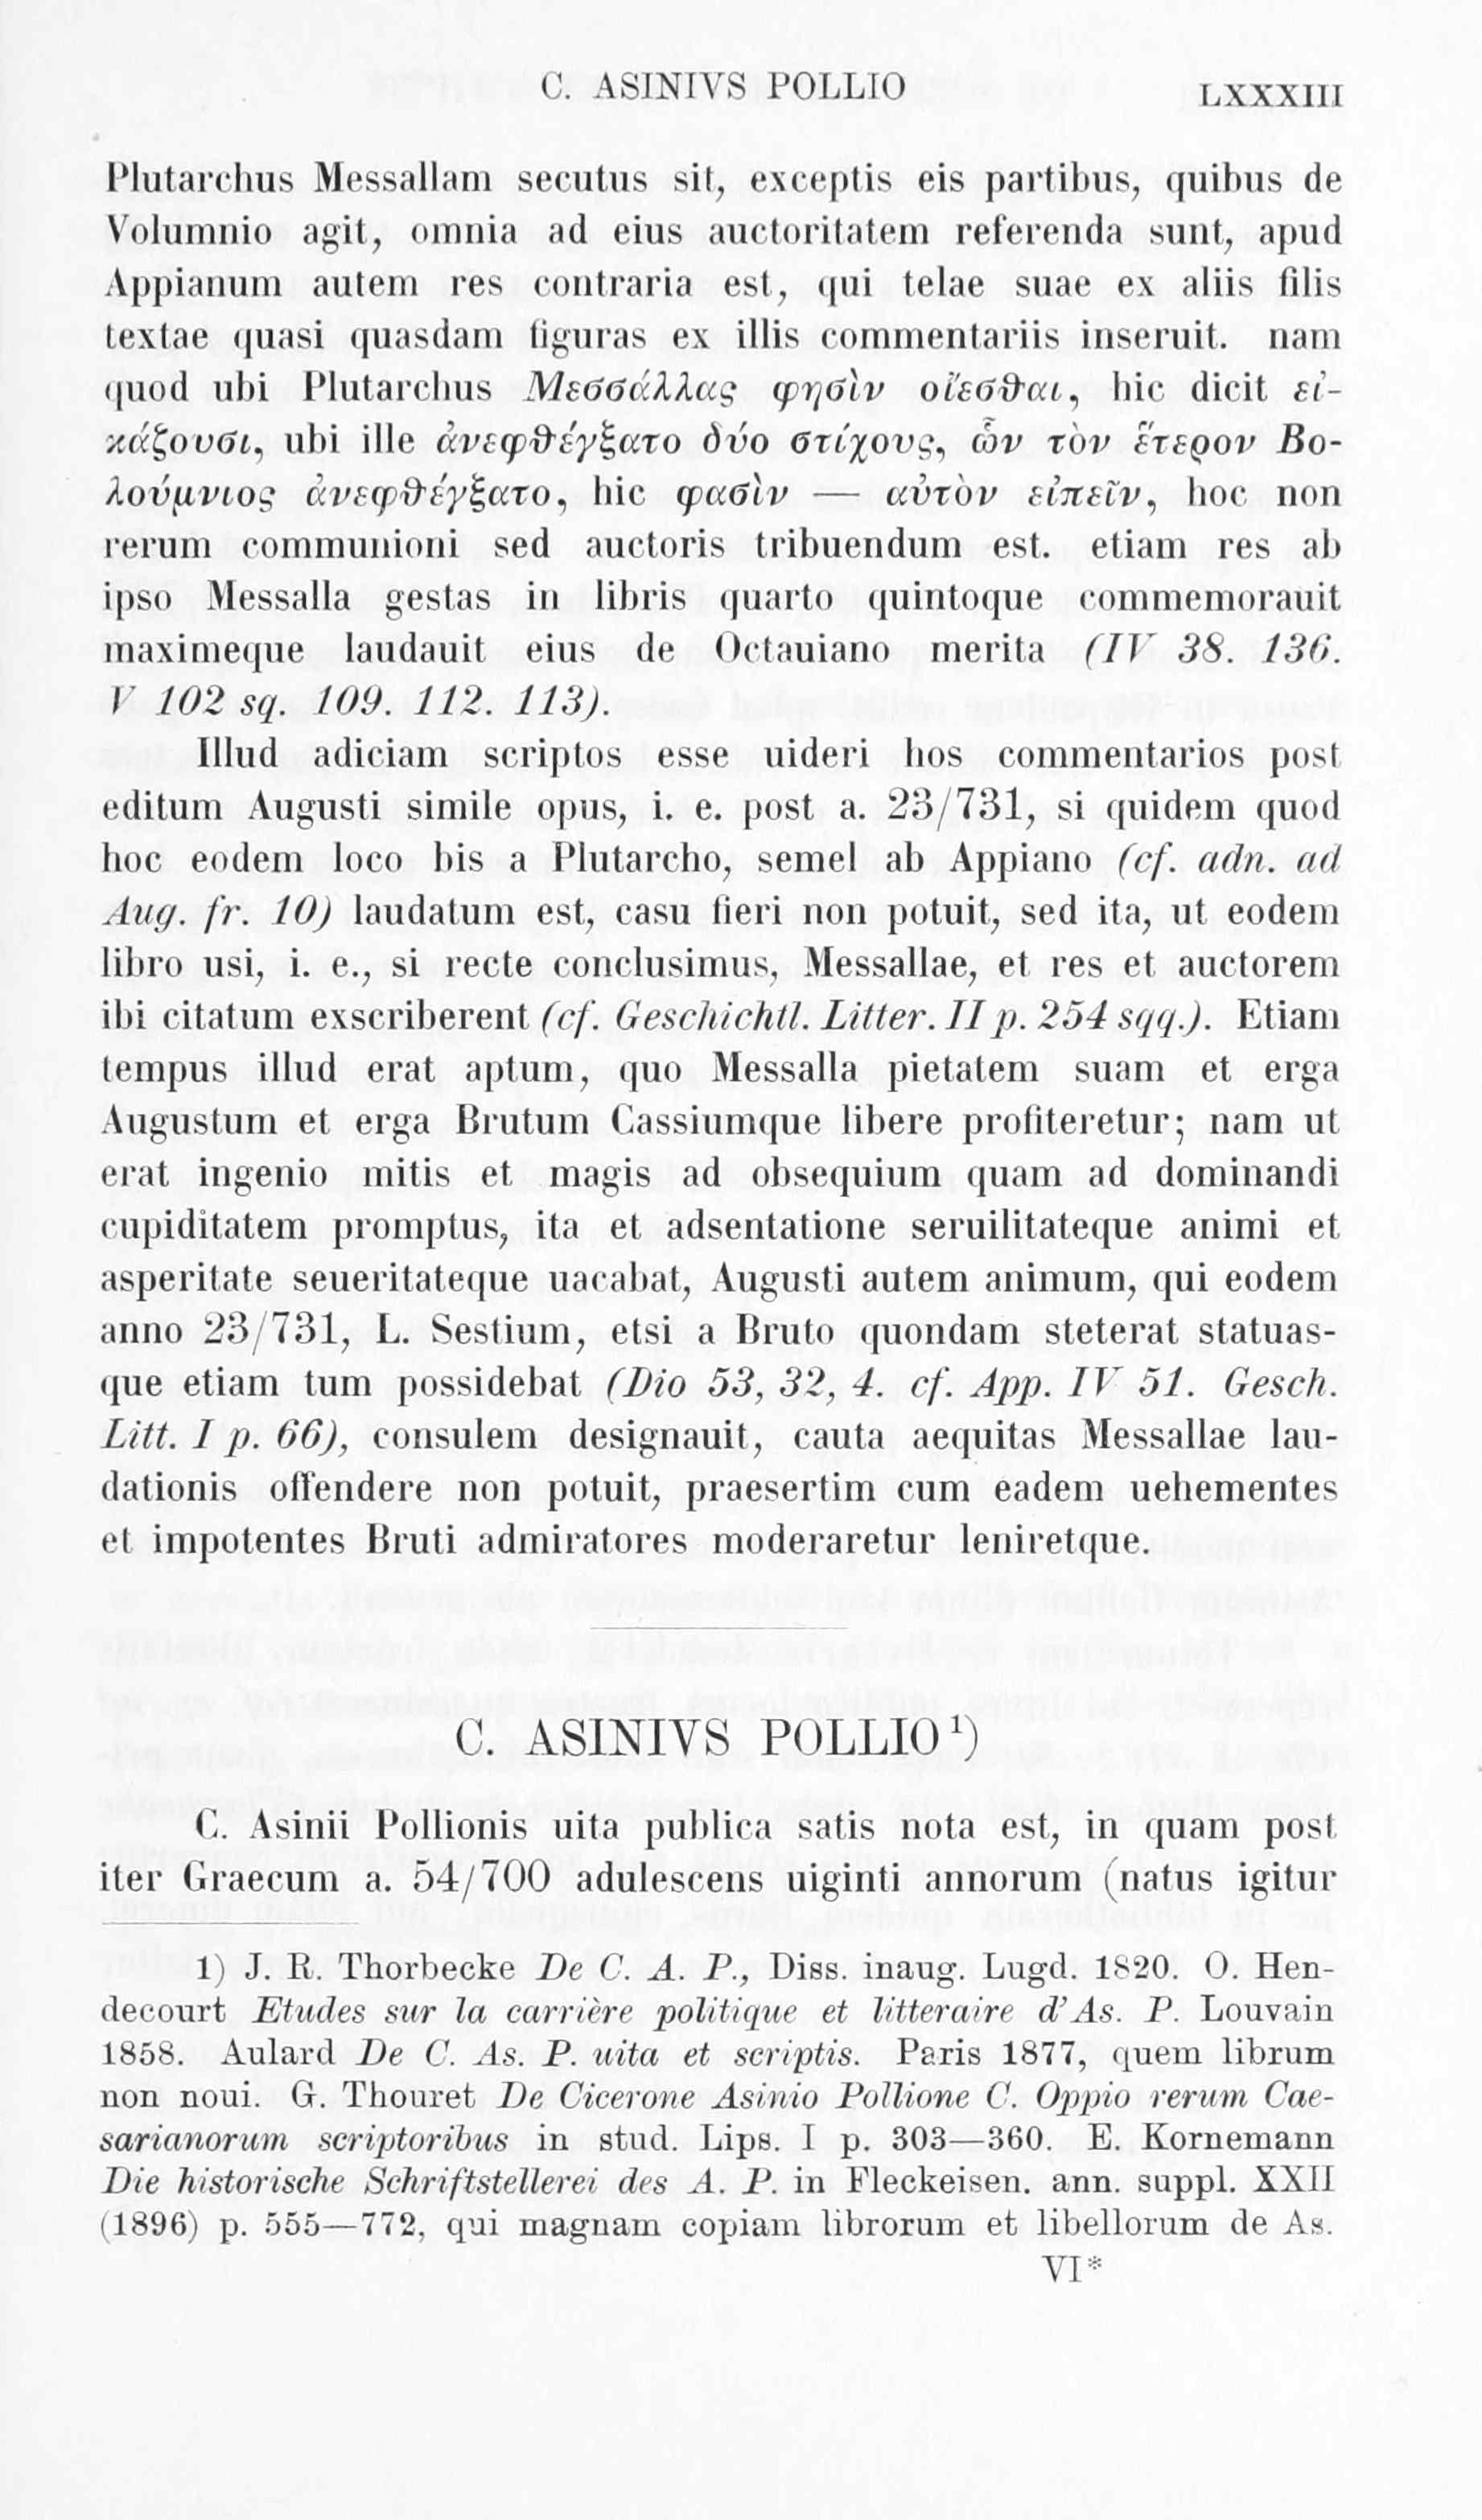 C. ASINIVS POLLIO LXXXIII
Plutarchus Messallam secutus sit, exceptis eis partibus, quibus de
Volumnio agit, omnia ad eius auctoritatem referenda sunt, apud
Appianum autem res contraria est, qui telae suae ex aliis filis
textae quasi quasdam figuras ex illis commentariis inseruit. nam
quod ubi Plutarchus Μεσσάλλας φησὶν οἴεσθαι, hic dicit εἰ-
κάζουσι, ubi ille ἀνεφθέγξατο δύο στίχους, ὧν τὸν ἕτερον Βο-
λούμνιος ἀνεφθέγξατο, hic φασὶν — αὐτὸν εἰπεῖν, hoc non
rerum communioni sed auctoris tribuendum est. etiam res ab
ipso Messalla gestas in libris quarto quintoque commemorauit
maximeque laudauit eius de Octauiano merita (IV 38. 136.
V 102 sq. 109. 112. 113).
Illud adiciam scriptos esse uideri hos commentarios post
editum Augusti simile opus, i. e. post a. 23/731, si quidem quod
hoc eodem loco bis a Plutarcho, semel ab Appiano (cf. adn. ad
Aug. fr. 10) laudatum est, casu fieri non potuit, sed ita, ut eodem
libro usi, i. e., si recte conclusimus, Messallae, et res et auctorem
ibi citatum exscriberent (cf. Geschichtl. Litter. II p. 254 sqq.). Etiam
tempus illud erat aptum, quo Messalla pietatem suam et erga
Augustum et erga Brutum Cassiumque libere profiteretur; nam ut
erat ingenio mitis et magis ad obsequium quam ad dominandi
cupiditatem promptus, ita et adsentatione seruilitateque animi et
asperitate seueritateque uacabat, Augusti autem animum, qui eodem
anno 23/731, L. Sestium, etsi a Bruto quondam steterat statuas-
que etiam tum possidebat (Dio 53, 32, 4. cf. App. IV 51. Gesch.
Litt. I p. 66), consulem designauit, cauta aequitas Messallae lau-
dationis offendere non potuit, praesertim cum eadem uehementes
et impotentes Bruti admiratores moderaretur leniretque.
C. ASINIVS POLLIO ¹)
C. Asinii Pollionis uita publica satis nota est, in quam post
iter Graecum a. 54/700 adulescens uiginti annorum (natus igitur
1) J. R. Thorbecke De C. A. P., Diss. inaug. Lugd. 1820. O. Hen-
decourt Etudes sur la carrière politique et litteraire d'As. P. Louvain
1858. Aulard De C. As. P. uita et scriptis. Paris 1877, quem librum
non noui. G. Thouret De Cicerone Asinio Pollione C. Oppio rerum Cae-
sarianorum scriptoribus in stud. Lips. I p. 303—360. E. Kornemann
Die historische Schriftstellerei des A. P. in Fleckeisen. ann. suppl. XXII
(1896) p. 555—772, qui magnam copiam librorum et libellorum de As.
VI*